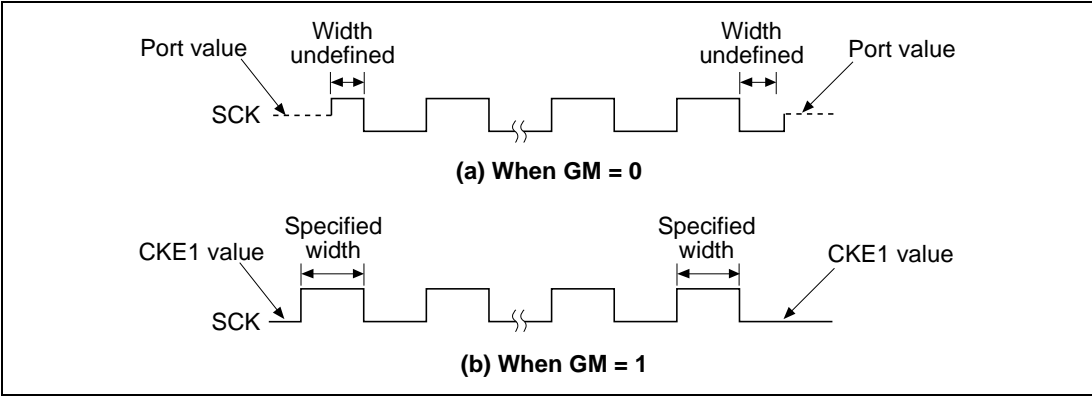 Width
undefined
Width
undefined
Port value
Port value
SCK
(a) When GM = 0
Specified
width
Specified
width
CKE1 value
CKE1 value
SCK
(b) When GM = 1